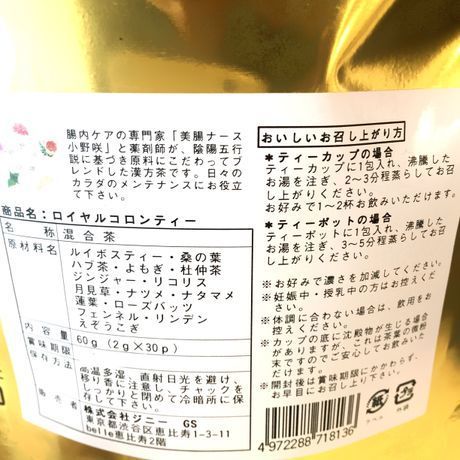 腸内ケアの専門家「美腸ナース
小野咲」と薬剤師が、陰陽五行
説に基づき原料にこだわってブ
レンドした漢方茶です。日々の
カラダのメンテナンスにお役立
て下さい。
商品名：ロイヤルコロンティー
名称 混合茶
原材料名 ルイボスティー・桑の葉
ハブ茶・よもぎ・杜仲茶
ジンジャー・リコリス
月見草・ナツメ・ナタマメ
蓮葉・ローズバッツ
フェンネル・リンデン
えぞうこぎ
内容量 60g（2g×30p）
賞味期限
保存方法 高温多湿、直射日光を避け、
移り香に注意し、チャックを
しっかりと閉めて冷暗所に保
存して下さい。
販売者 株式会社ジニー GS
東京都渋谷区恵比寿1-3-11
belle恵比寿2階
おいしいお召し上がり方
＊ティーカップの場合
ティーカップに1包入れ、沸騰した
お湯を注ぎ、2～3分程蒸らしてお召
し上がりください。
お好みで1～2杯お飲みいただけます。
＊ティーポットの場合
ティーポットに1包入れ、沸騰した
お湯を注ぎ、3～5分程蒸らしてお召
し上がりください。
※お好みで濃さを加減してください。
※妊娠中・授乳中の方はお控えくだ
さい。
※体調に合わない場合は、飲用をお
控えください。
※カップの底に沈殿物が生じる場合
がありますが、これは茶葉の微粉
末ですのでご安心してお飲みいた
だけます。
※開封後は賞味期限にかかわらず、
お早目にお召し上がり下さい。
4972288718136
紙
ラベル
プラ
外袋